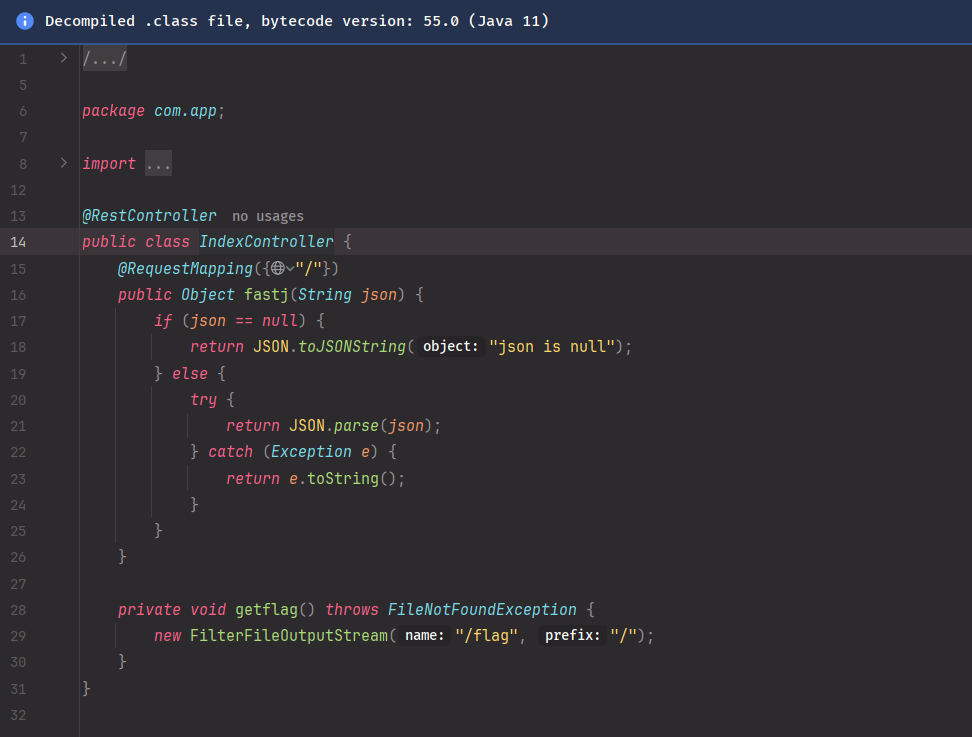 Decompiled .class file, bytecode version: 55.0 (Java 11)
1 /.../
5
6 package com.app;
7
8 import ...
12
13 @RestController no usages
14 public class IndexController {
15 @RequestMapping({"/"})
16 public Object fastj(String json) {
17 if (json == null) {
18 return JSON.toJSONString( object: "json is null");
19 } else {
20 try {
21 return JSON.parse(json);
22 } catch (Exception e) {
23 return e.toString();
24 }
25 }
26 }
27
28 private void getflag() throws FileNotFoundException {
29 new FilterFileOutputStream( name: "/flag", prefix: "/");
30 }
31 }
32